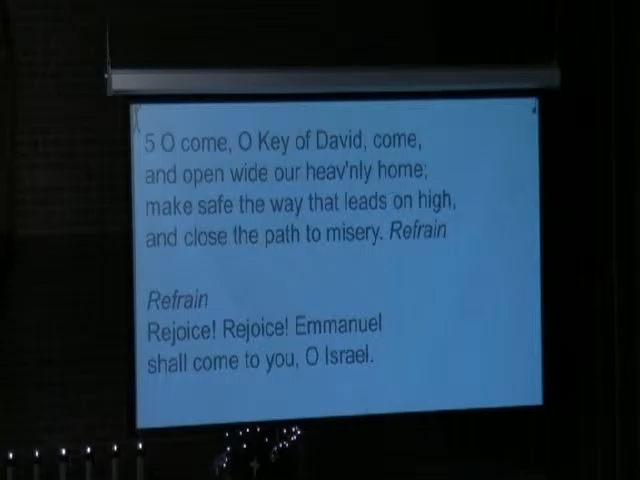 5 O come, O Key of David, come,
and open wide our heav'nly home;
make safe the way that leads on high,
and close the path to misery. Refrain
Refrain
Rejoice! Rejoice! Emmanuel
shall come to you, O Israel.